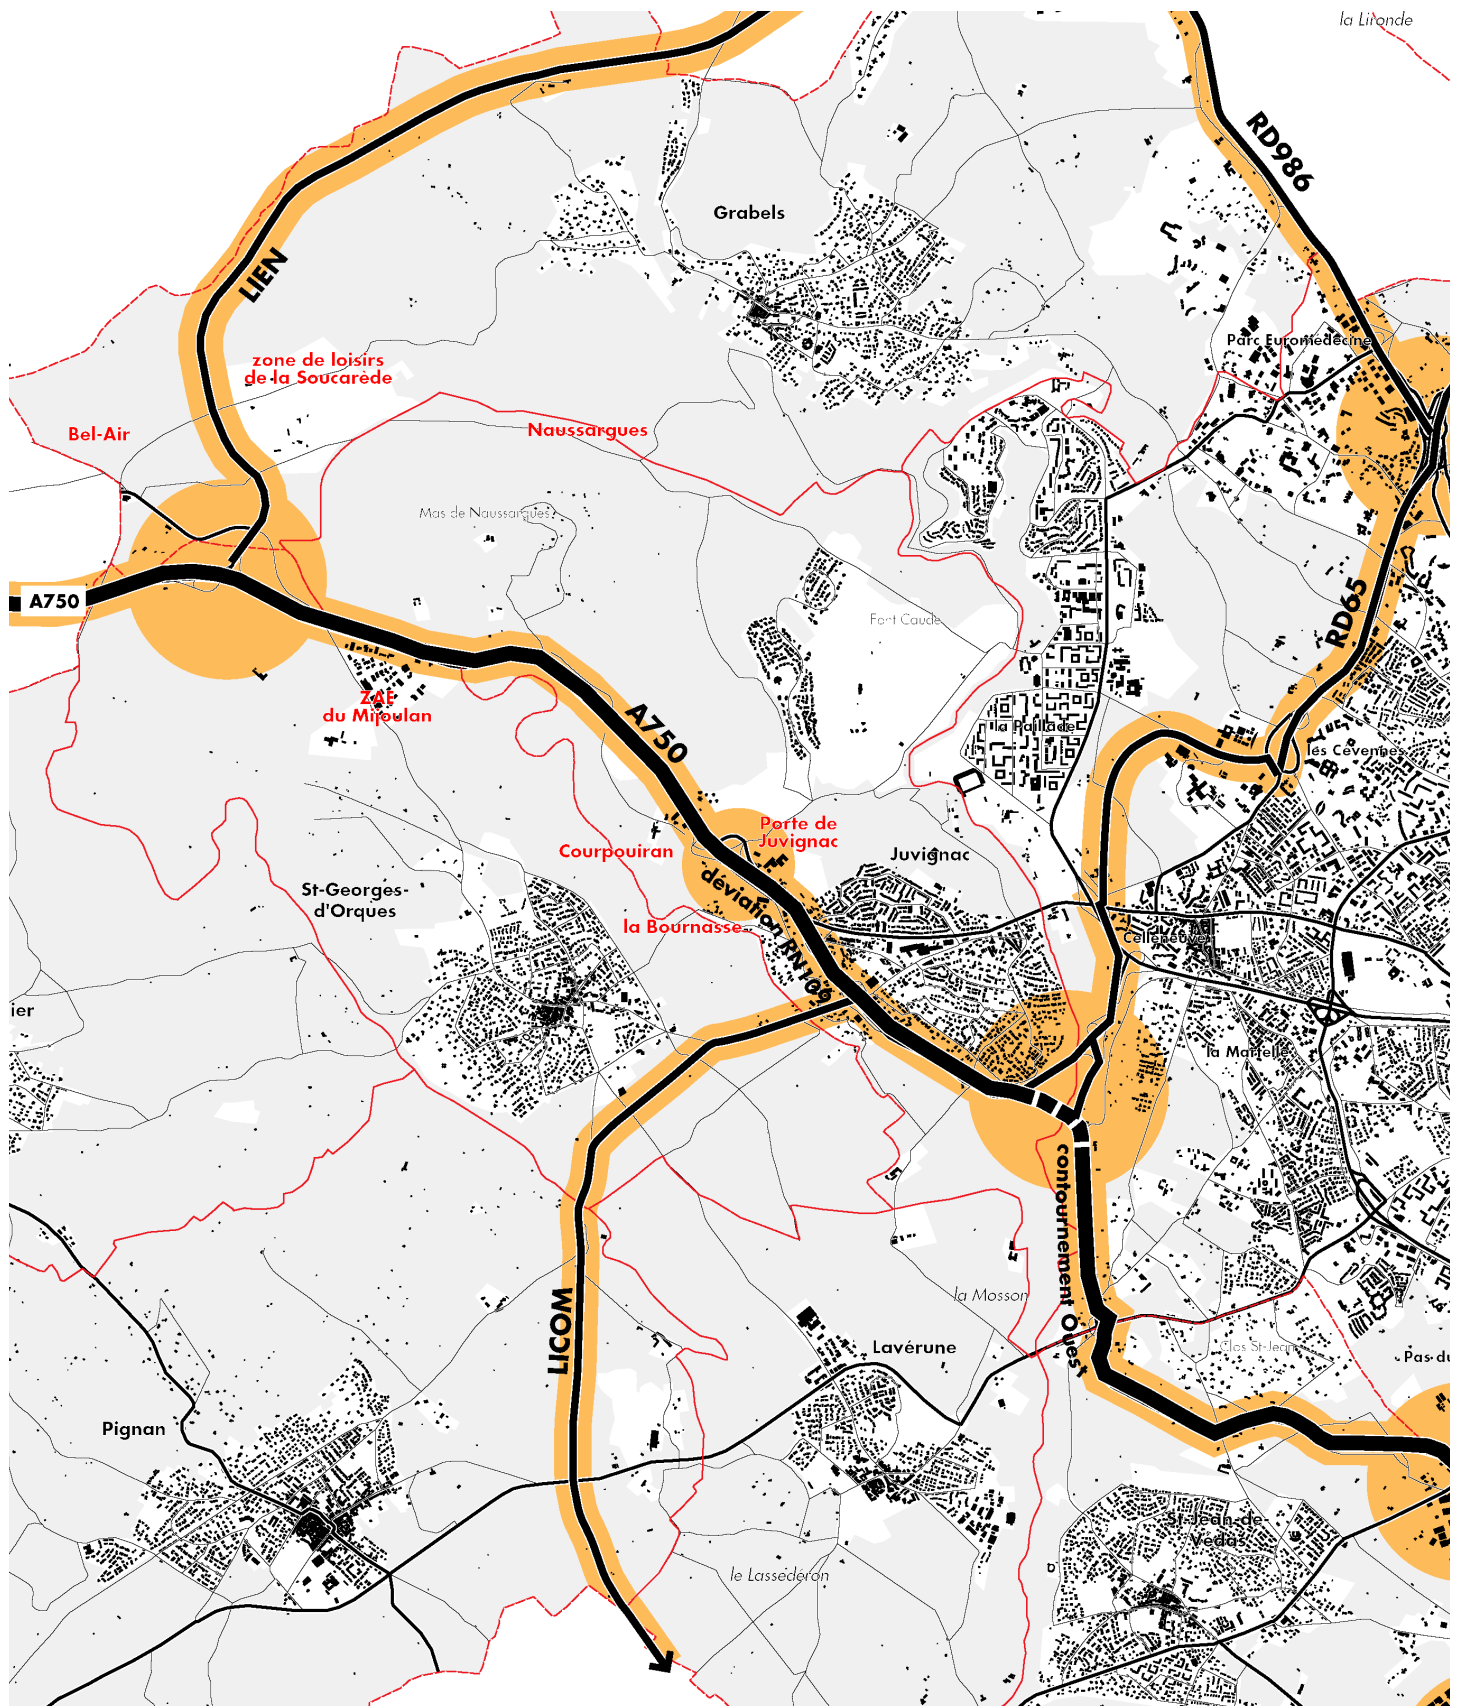 la Lironde
RD986
Grabels
LIEN
Parc Euromédecine
zone de loisirs
de la Soucarède
Bel-Air
Naussargues
Mas de Naussargues
A750
RD65
Fort Caude
ZAE
du Mijoulan
A750
la Paillade
les Cévennes
Porte de
Juvignac
Courpouiran
Juvignac
déviation RN109
St-Georges-
d'Orques
la Bournasse
Celleneuve
ier
la Martelle
contournement Ouest
la Mosson
LICOM
Lavérune
Clos St-Jean
Pas du
Pignan
St-Jean-de-
Védas
le Lassédéron